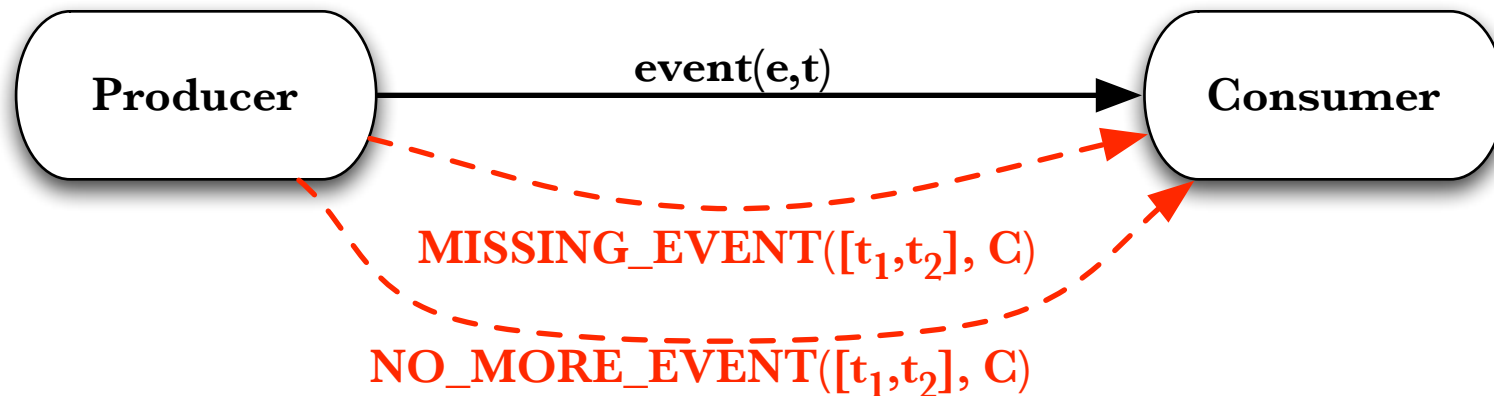 event(e,t)
Producer
Consumer
MISSING_EVENT([t₁,t₂], C)
NO_MORE_EVENT([t₁,t₂], C)